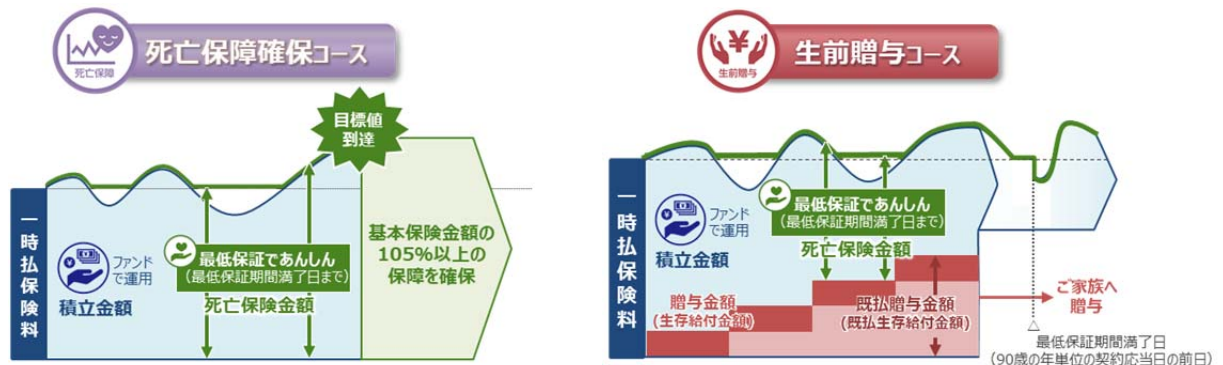 死亡保障
死亡保障確保コース
目標値
到達
一時払保険料
ファンド
で運用
積立金額
最低保証であんしん
(最低保証期間満了日まで)
死亡保険金額
基本保険金額の
105%以上の
保障を確保
¥
生前贈与
生前贈与コース
一時払保険料
¥
ファンド
で運用
積立金額
最低保証であんしん
(最低保証期間満了日まで)
死亡保険金額
贈与金額
(生存給付金額)
既払贈与金額
(既払生存給付金額)
ご家族へ
贈与
最低保証期間満了日
(90歳の年単位の契約応当日の前日)